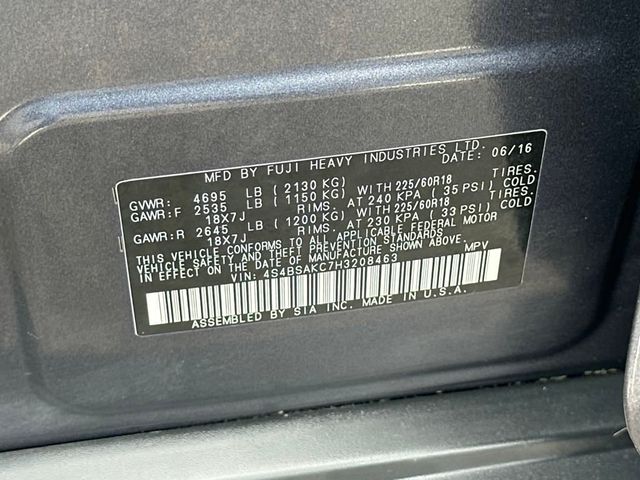 MFD BY FUJI HEAVY INDUSTRIES LTD.
DATE: 06/16
GVWR: 4695 LB (2130 KG)
GAWR:F 2535 LB (1150 KG) WITH 225/60R18 TIRES.
18X7J RIMS. AT 240 KPA (35 PSI) COLD
GAWR:R 2645 LB (1200 KG) WITH 225/60R18 TIRES.
18X7J RIMS. AT 230 KPA (33 PSI) COLD
THIS VEHICLE CONFORMS TO ALL APPLICABLE FEDERAL MOTOR
VEHICLE SAFETY AND THEFT PREVENTION STANDARDS
IN EFFECT ON THE DATE OF MANUFACTURE SHOWN ABOVE.
VIN: 4S4BSAKC7H3208463 MPV
ASSEMBLED BY SIA INC. MADE IN U.S.A.